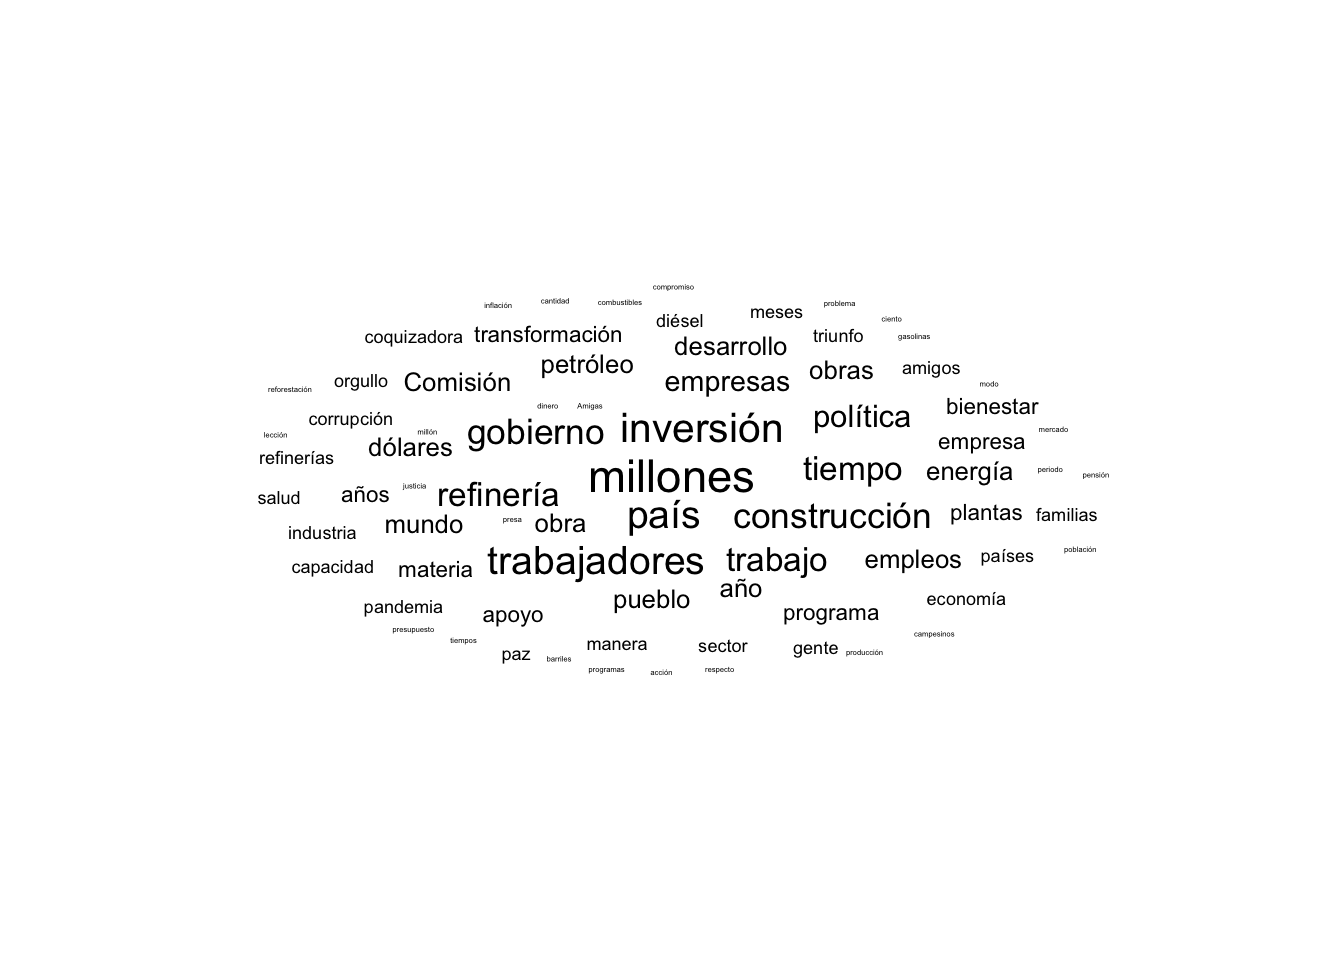 compromiso
inflación cantidad combustibles problema
diésel meses ciento
coquizadora transformación triunfo gasolinas
desarrollo
petróleo obras amigos
reforestación orgullo Comisión empresas modo
dinero Amigas bienestar
corrupción política
lección millón gobierno inversión mercado
dólares empresa
refinerías tiempo energía periodo pensión
millones
salud años justicia refinería
país construcción plantas familias
industria mundo presa obra
trabajadores trabajo empleos países población
capacidad materia
año
pandemia apoyo pueblo programa economía
presupuesto tiempos campesinos
paz barriles manera sector gente producción
programas acción respecto